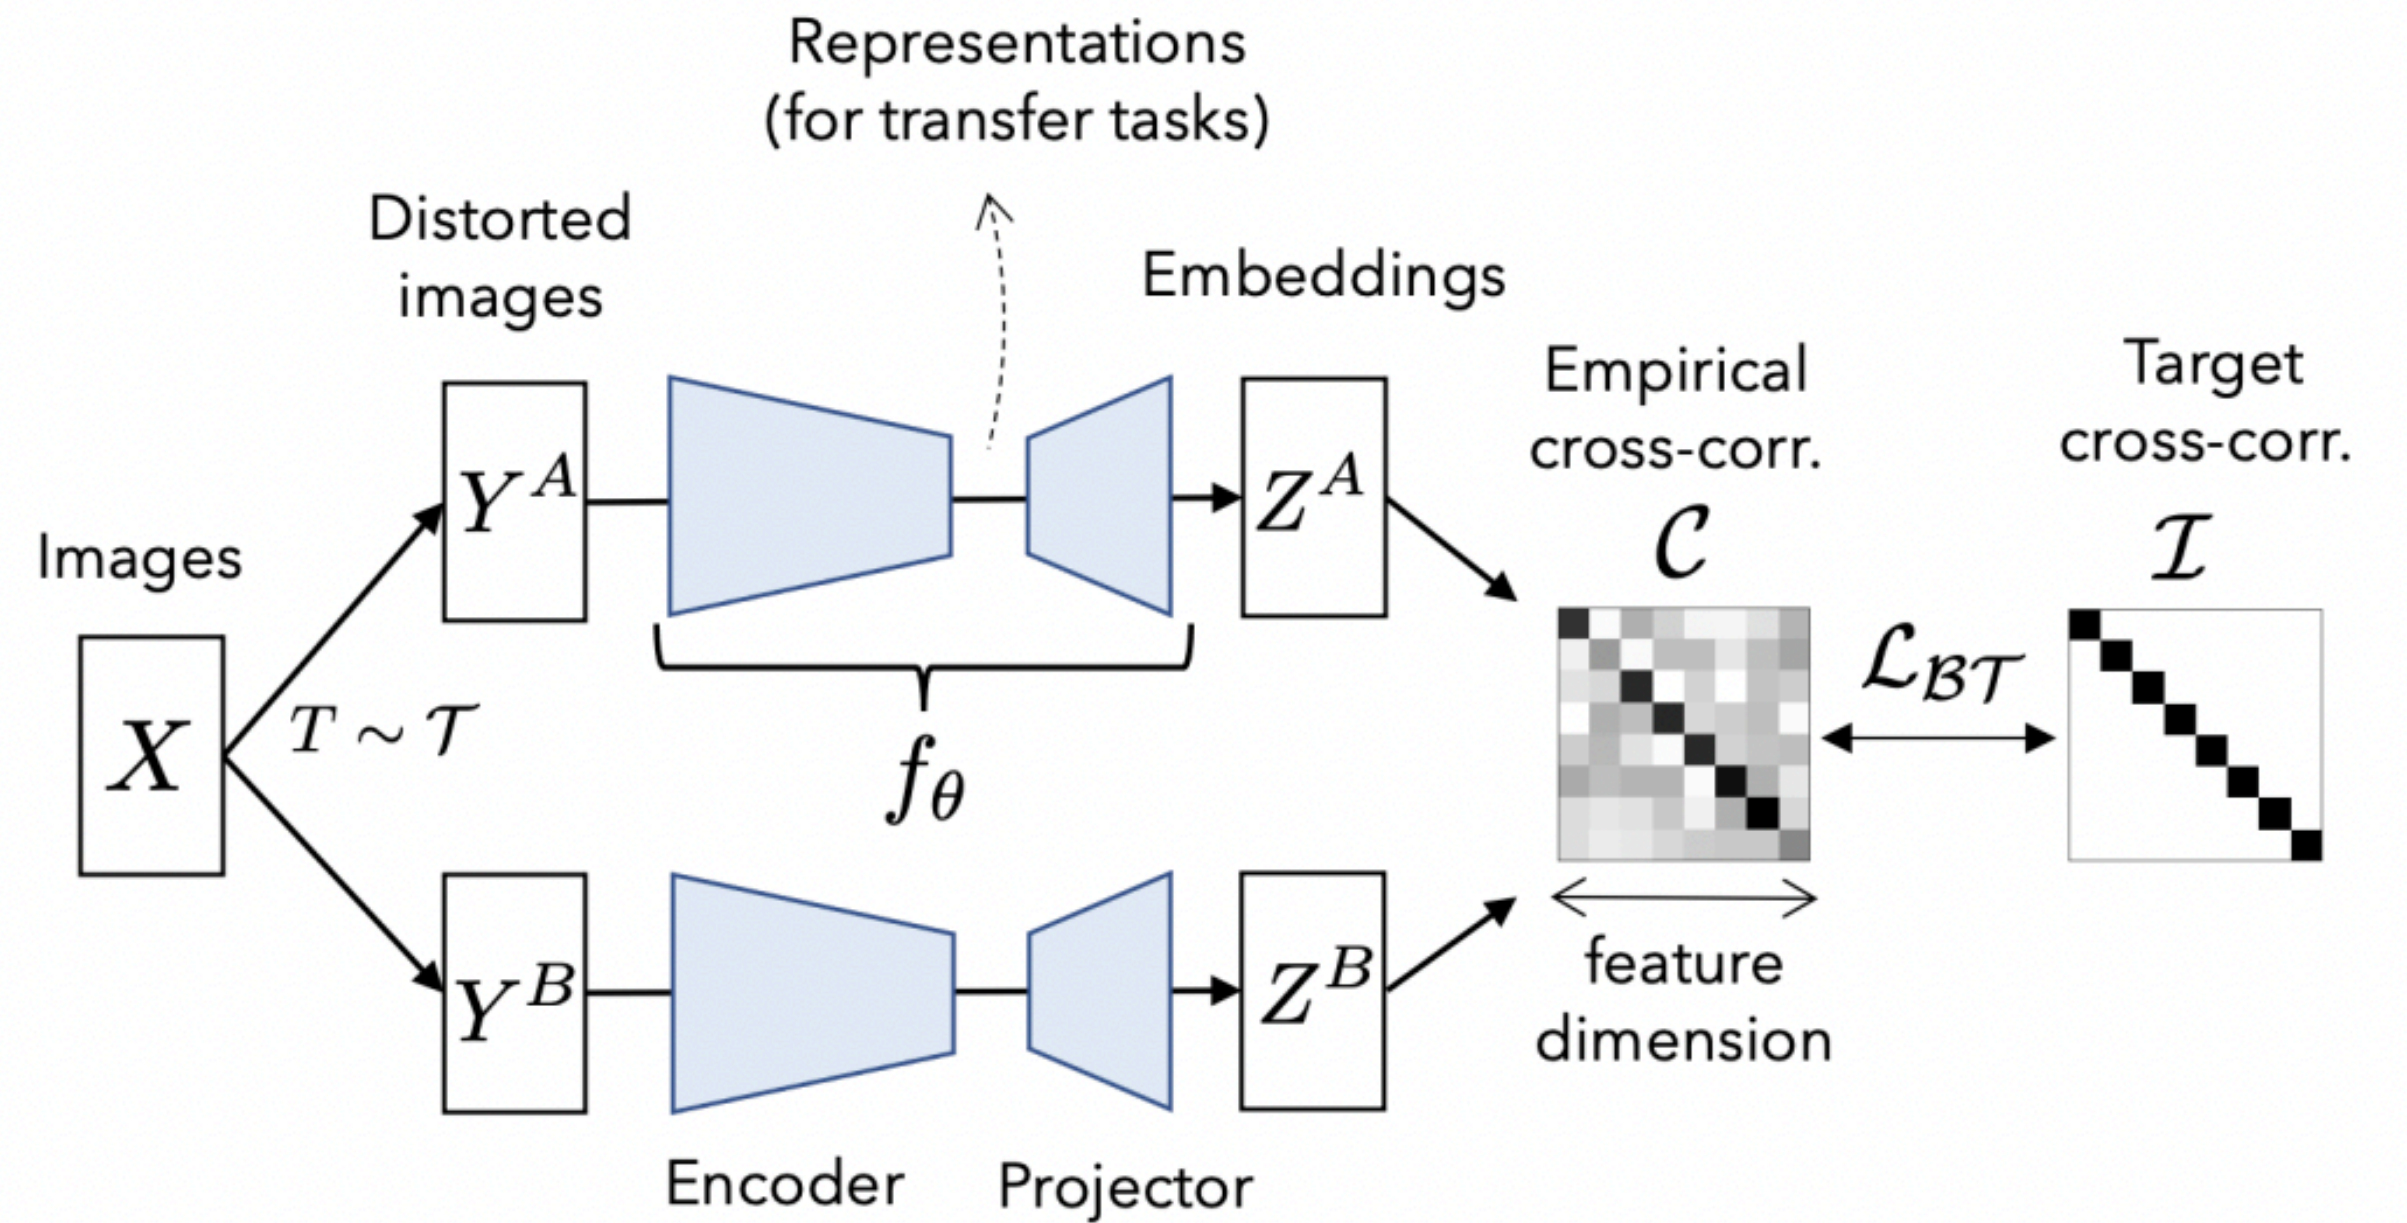 Representations
(for transfer tasks)
Distorted
images
Embeddings
Empirical
cross-corr.
Target
cross-corr.
Images
Y^A
Z^A
𝒞
ℐ
X
T ~ 𝒯
f_θ
ℒ_ℬ𝒯
Y^B
Z^B
feature
dimension
Encoder
Projector